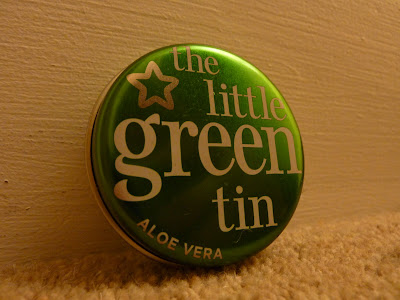 the
little
green
tin
ALOE VERA